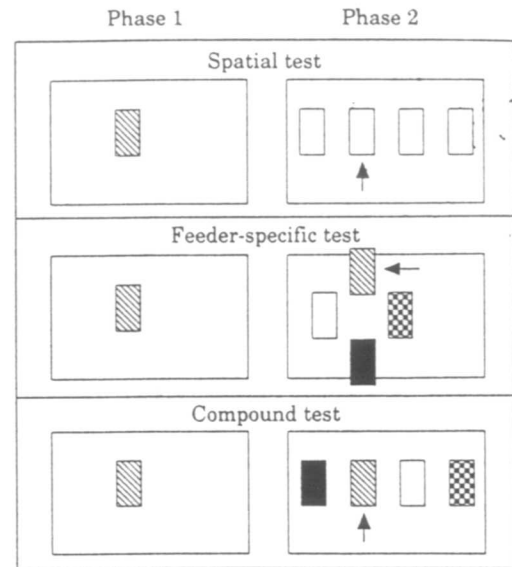 Phase 1 Phase 2
Spatial test
Feeder-specific test
Compound test